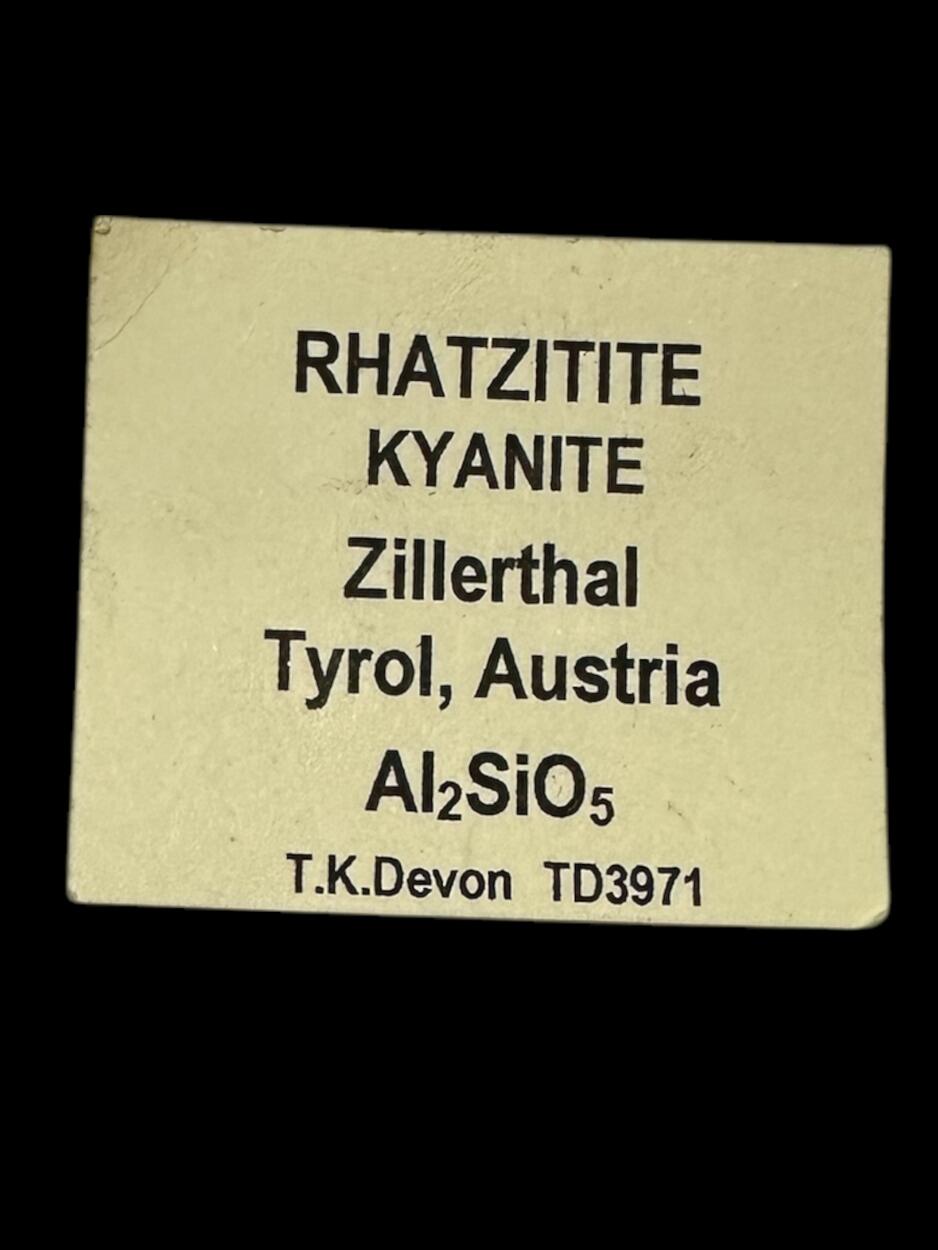 RHATZITITE
KYANITE
Zillerthal
Tyrol, Austria
Al₂SiO₅
T.K.Devon TD3971